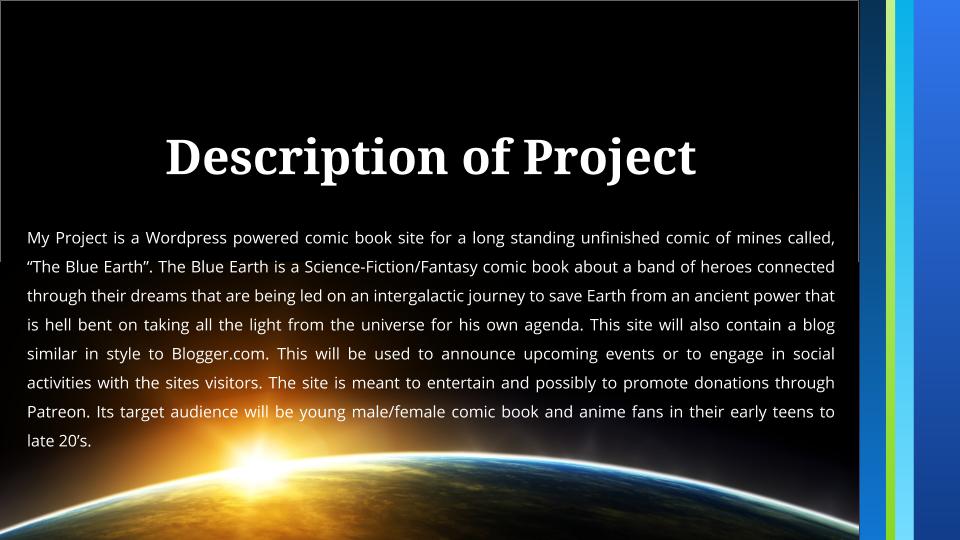 Description of Project
My Project is a Wordpress powered comic book site for a long standing unfinished comic of mines called,
“The Blue Earth”. The Blue Earth is a Science-Fiction/Fantasy comic book about a band of heroes connected
through their dreams that are being led on an intergalactic journey to save Earth from an ancient power that
is hell bent on taking all the light from the universe for his own agenda. This site will also contain a blog
similar in style to Blogger.com. This will be used to announce upcoming events or to engage in social
activities with the sites visitors. The site is meant to entertain and possibly to promote donations through
Patreon. Its target audience will be young male/female comic book and anime fans in their early teens to
late 20’s.